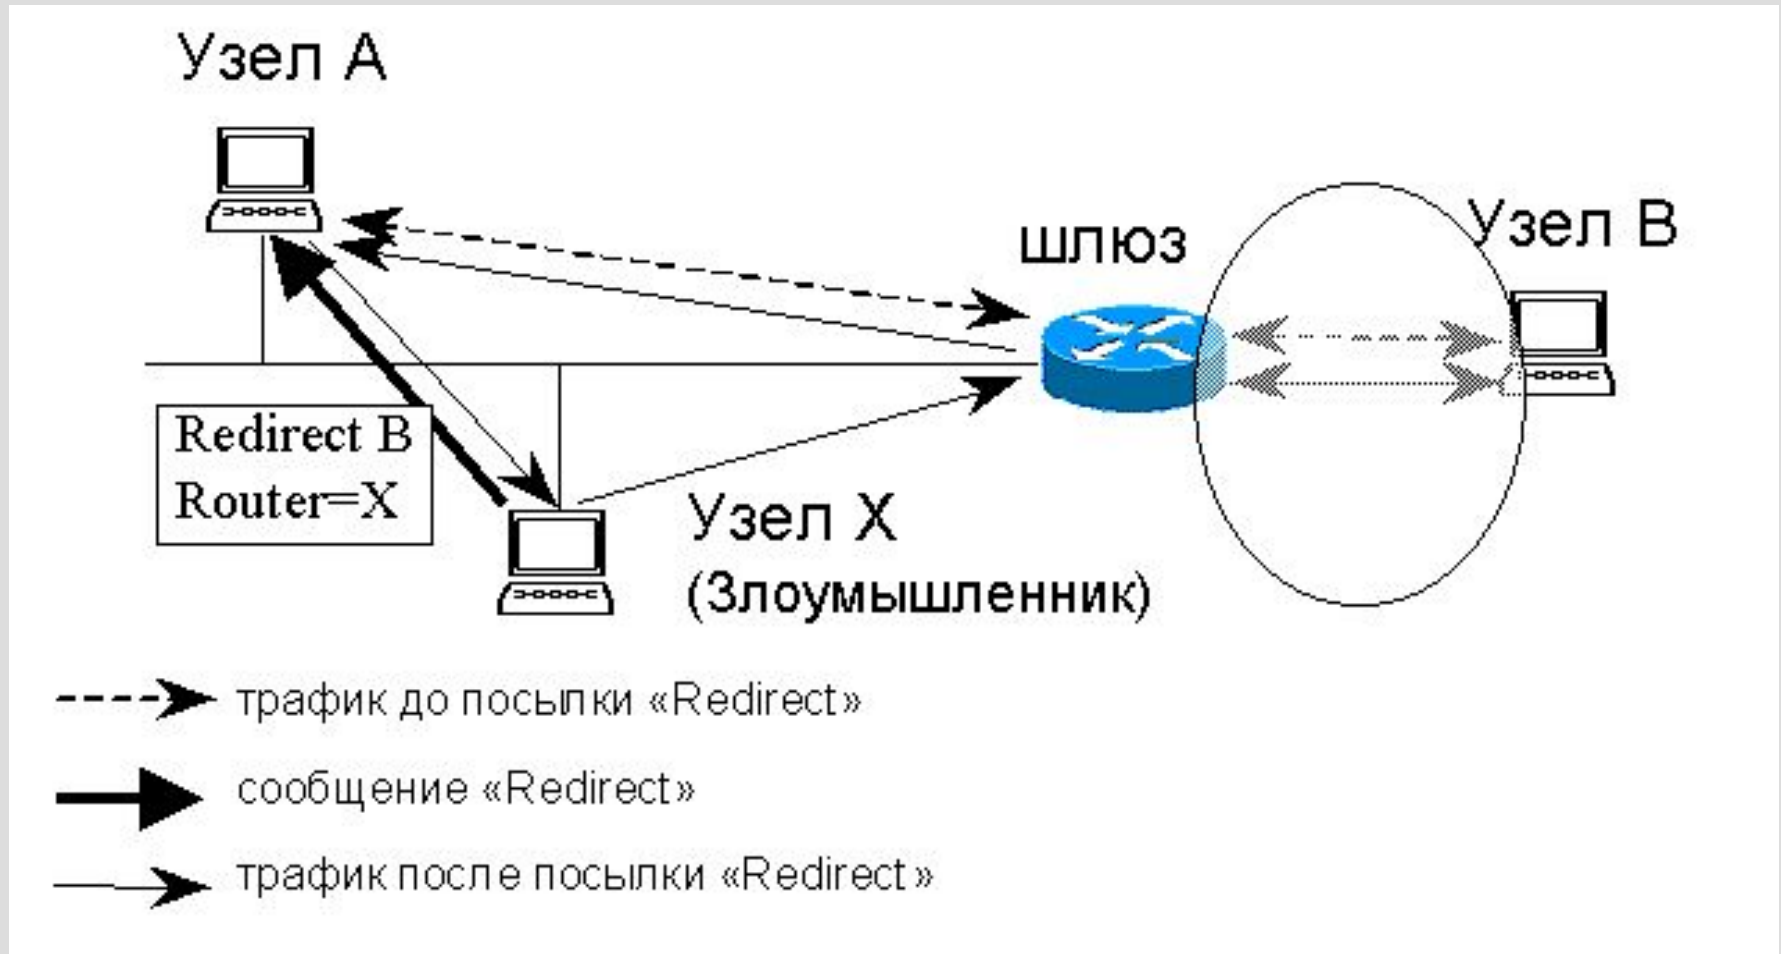 Узел А
шлюз
Узел В
Redirect B
Router=X
Узел X
(Злоумышленник)
трафик до посылки «Redirect»
сообщение «Redirect»
трафик после посылки «Redirect»